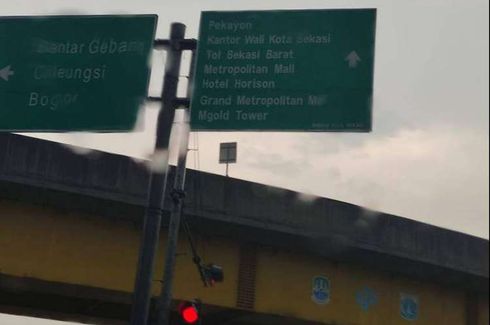 Bantar Gebang
Cileungsi
Bogor
Pekayon
Kantor Wali Kota Bekasi
Tol Bekasi Barat
Metropolitan Mall
Hotel Horison
Grand Metropolitan
Mgold Tower